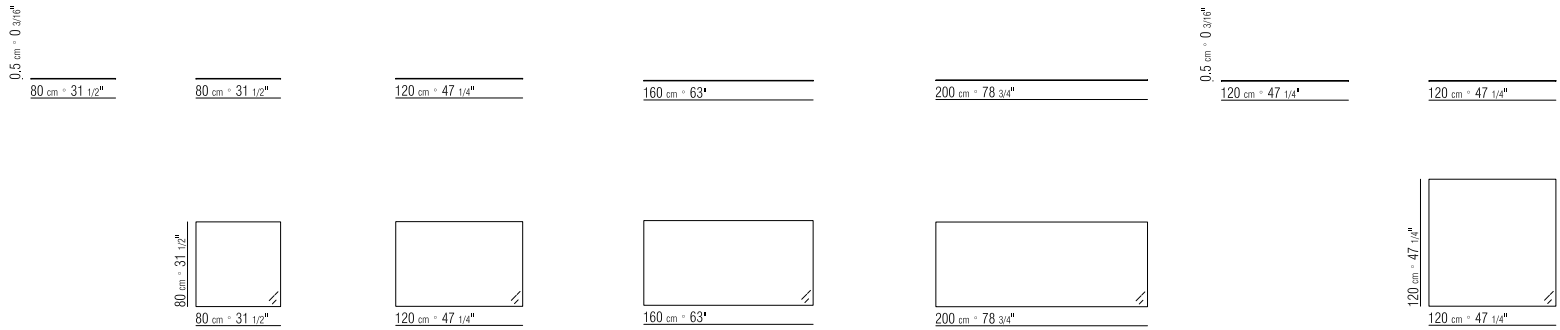 0.5 cm ° 0 3/16"
80 cm ° 31 1/2"
80 cm ° 31 1/2"
120 cm ° 47 1/4"
160 cm ° 63"
200 cm ° 78 3/4"
0.5 cm ° 0 3/16"
120 cm ° 47 1/4"
120 cm ° 47 1/4"
80 cm ° 31 1/2"
80 cm ° 31 1/2"
120 cm ° 47 1/4"
160 cm ° 63"
200 cm ° 78 3/4"
120 cm ° 47 1/4"
120 cm ° 47 1/4"